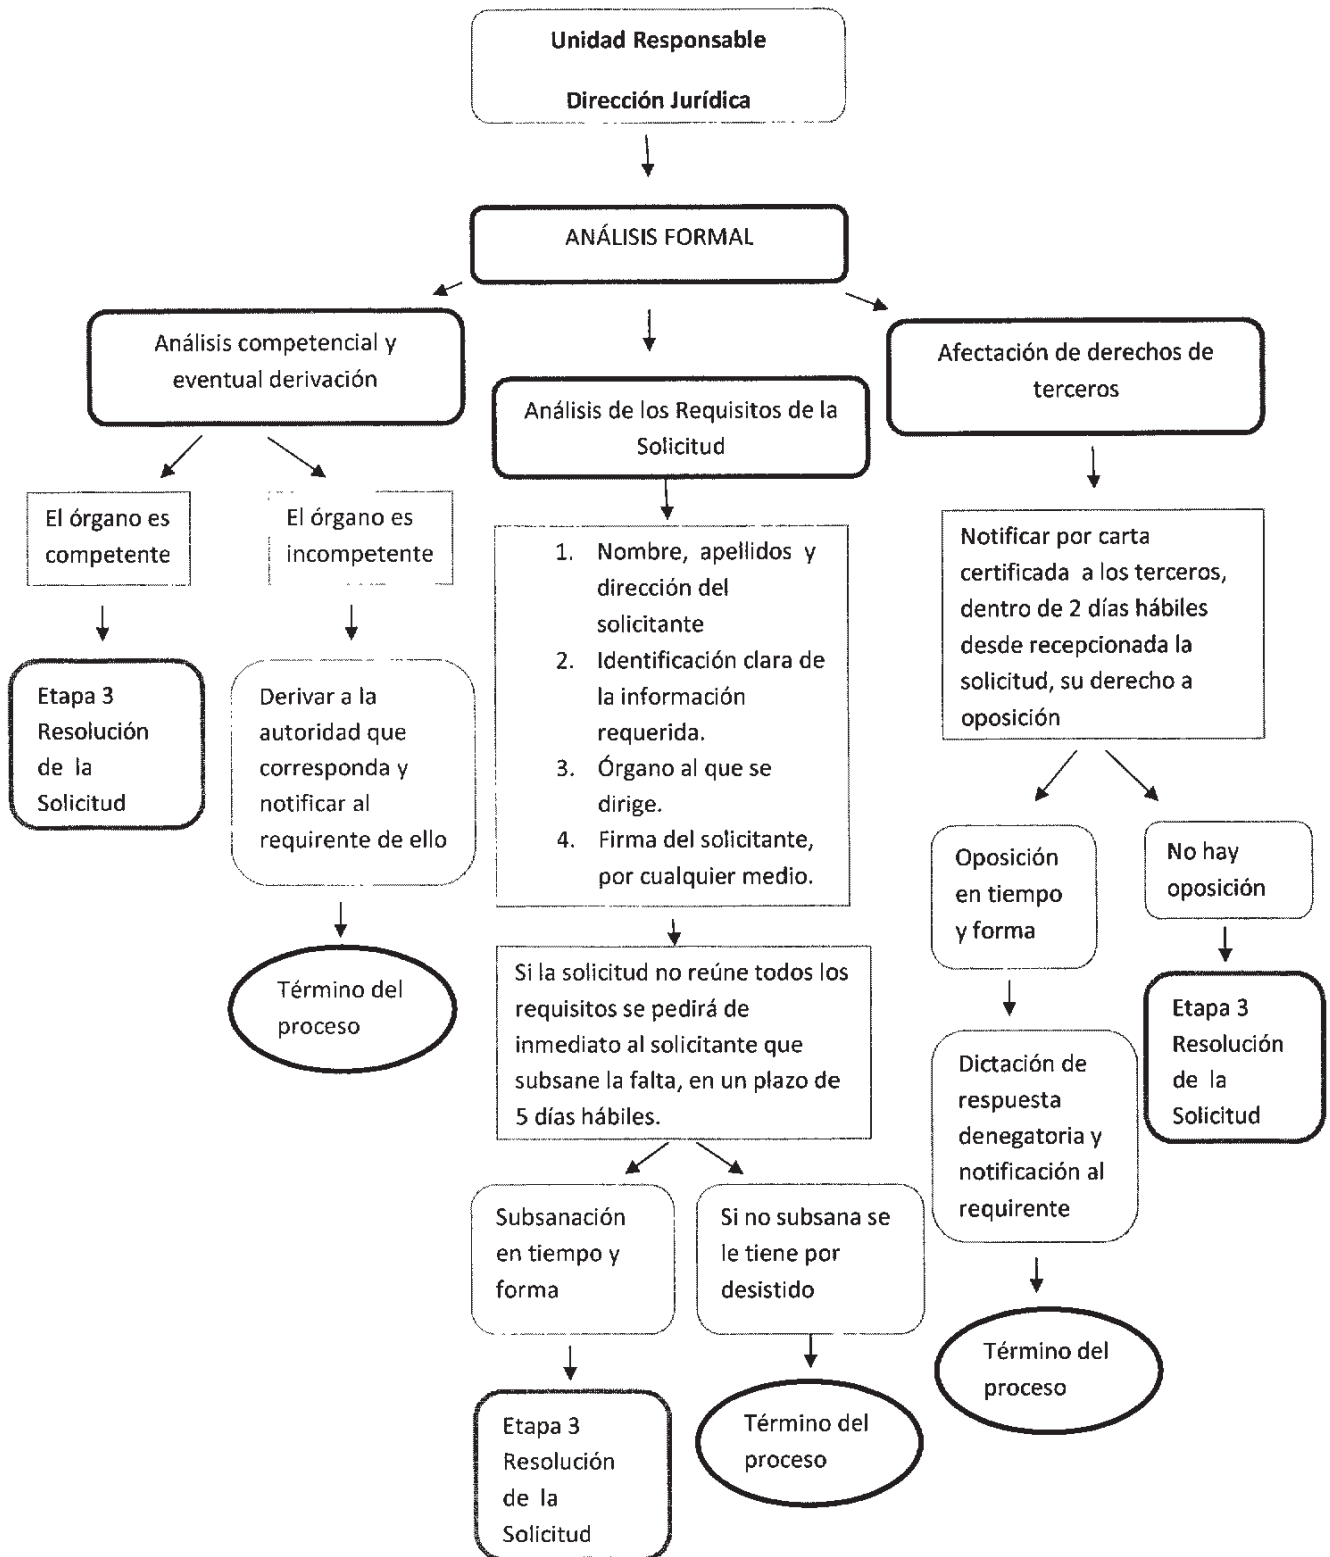 Unidad Responsable
Dirección Jurídica
ANÁLISIS FORMAL
Análisis competencial y
eventual derivación
El órgano es
competente
Etapa 3
Resolución
de la
Solicitud
El órgano es
incompetente
Derivar a la
autoridad que
corresponda y
notificar al
requirente de ello
Término del
proceso
Análisis de los Requisitos de la
Solicitud
1. Nombre, apellidos y
dirección del
solicitante
2. Identificación clara de
la información
requerida.
3. Órgano al que se
dirige.
4. Firma del solicitante,
por cualquier medio.
Si la solicitud no reúne todos los
requisitos se pedirá de
inmediato al solicitante que
subsane la falta, en un plazo de
5 días hábiles.
Subsanación
en tiempo y
forma
Etapa 3
Resolución
de la
Solicitud
Si no subsana se
le tiene por
desistido
Término del
proceso
Afectación de derechos de
terceros
Notificar por carta
certificada a los terceros,
dentro de 2 días hábiles
desde recepcionada la
solicitud, su derecho a
oposición
Oposición
en tiempo
y forma
Dictación de
respuesta
denegatoria y
notificación al
requirente
Término del
proceso
No hay
oposición
Etapa 3
Resolución
de la
Solicitud